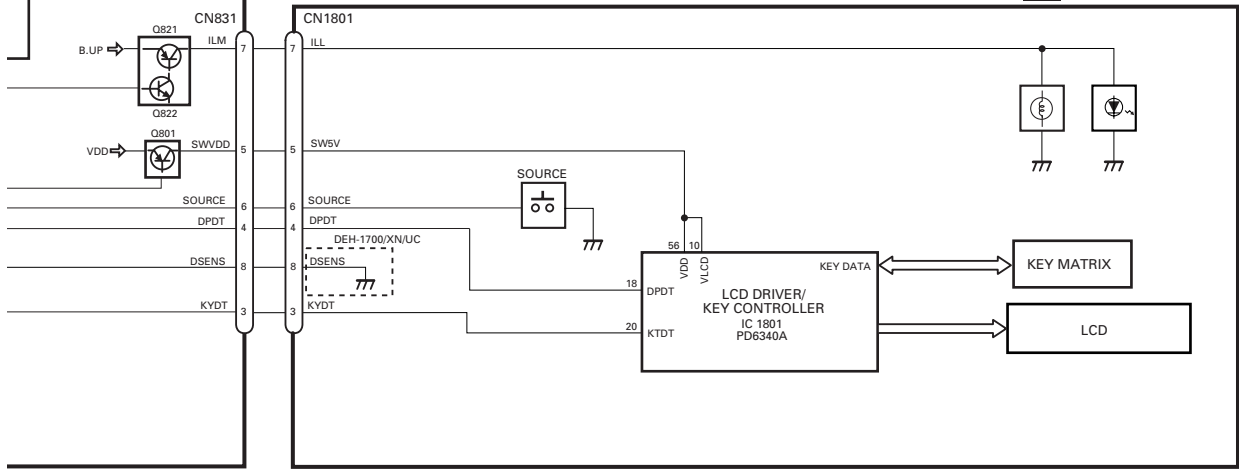 CN831
CN1801
Q821
ILM
7
7
ILL
B.UP
Q822
Q801
VDD
SWVDD
5
5
SW5V
SOURCE
SOURCE
6
6
SOURCE
DPDT
4
4
DPDT
DEH-1700/XN/UC
DSENS
8
8
DSENS
KYDT
3
3
KYDT
56
10
VDD
VLCD
KEY DATA
KEY MATRIX
18
DPDT
LCD DRIVER/
KEY CONTROLLER
IC 1801
PD6340A
20
KTDT
LCD